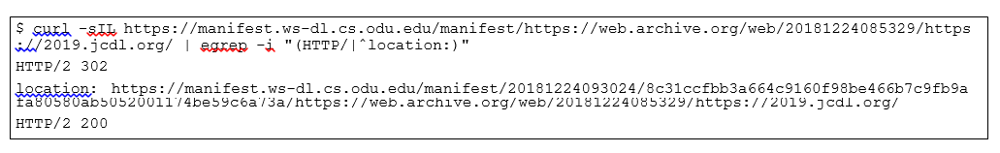 $ curl -sIL https://manifest.ws-dl.cs.odu.edu/manifest/https://web.archive.org/web/20181224085329/https
://2019.jcdl.org/ | egrep -i "(HTTP/|^location:)"
HTTP/2 302
location: https://manifest.ws-dl.cs.odu.edu/manifest/20181224093024/8c31ccfbb3a664c9160f98be466b7c9fb9a
fa80580ab5052001174be59c6a73a/https://web.archive.org/web/20181224085329/https://2019.jcdl.org/
HTTP/2 200